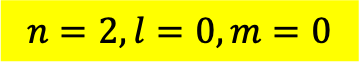 n = 2, l = 0, m = 0